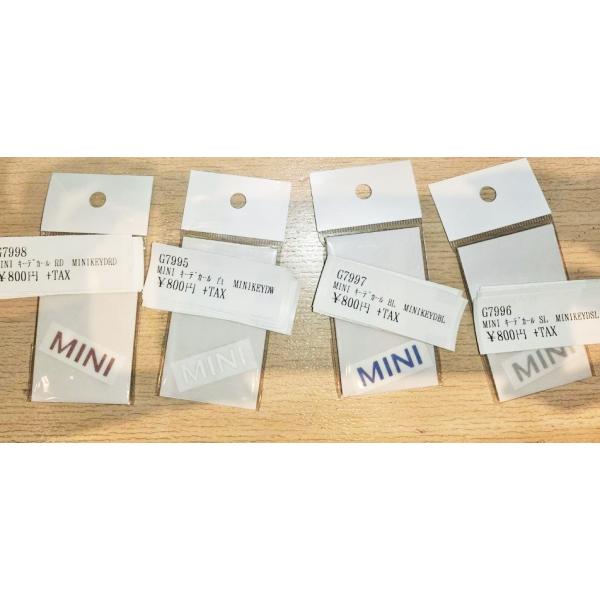 G7998
MINI ｷｰﾃﾞｶｰﾙ RD MINIKEYDRD
¥800円 +TAX
MINI
G7995
MINI ｷｰﾃﾞｶｰﾙ 白 MINIKEYDW
¥800円 +TAX
MINI
G7997
MINI ｷｰﾃﾞｶｰﾙ BL MINIKEYDBL
¥800円 +TAX
MINI
G7996
MINI ｷｰﾃﾞｶｰﾙ SL MINIKEYDSL
¥800円 +TAX
MINI